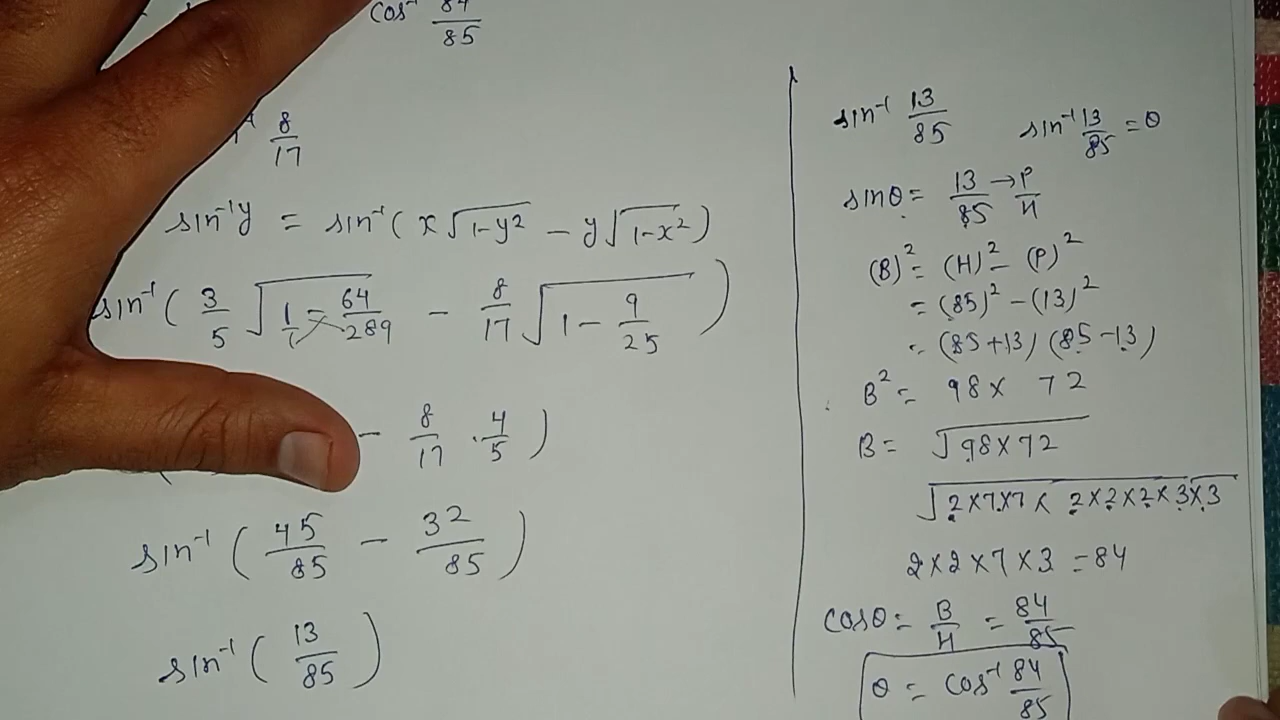 cos⁻¹ 84/85
8/17
sin⁻¹y = sin⁻¹(x√(1-y²) - y√(1-x²))
sin⁻¹(3/5 √(1/1 - 64/289) - 8/17 √(1 - 9/25))
- 8/17 · 4/5)
sin⁻¹(45/85 - 32/85)
sin⁻¹(13/85)
sin⁻¹ 13/85 sin⁻¹ 13/85 = θ
sinθ = 13/85 → P/H
(B)² = (H)² - (P)²
= (85)² - (13)²
= (85+13) (85-13)
B² = 98 × 72
B = √(98×72)
√(2×7×7× 2×2×2×3×3)
2×2×7×3 = 84
cosθ = B/H = 84/85
θ = cos⁻¹ 84/85